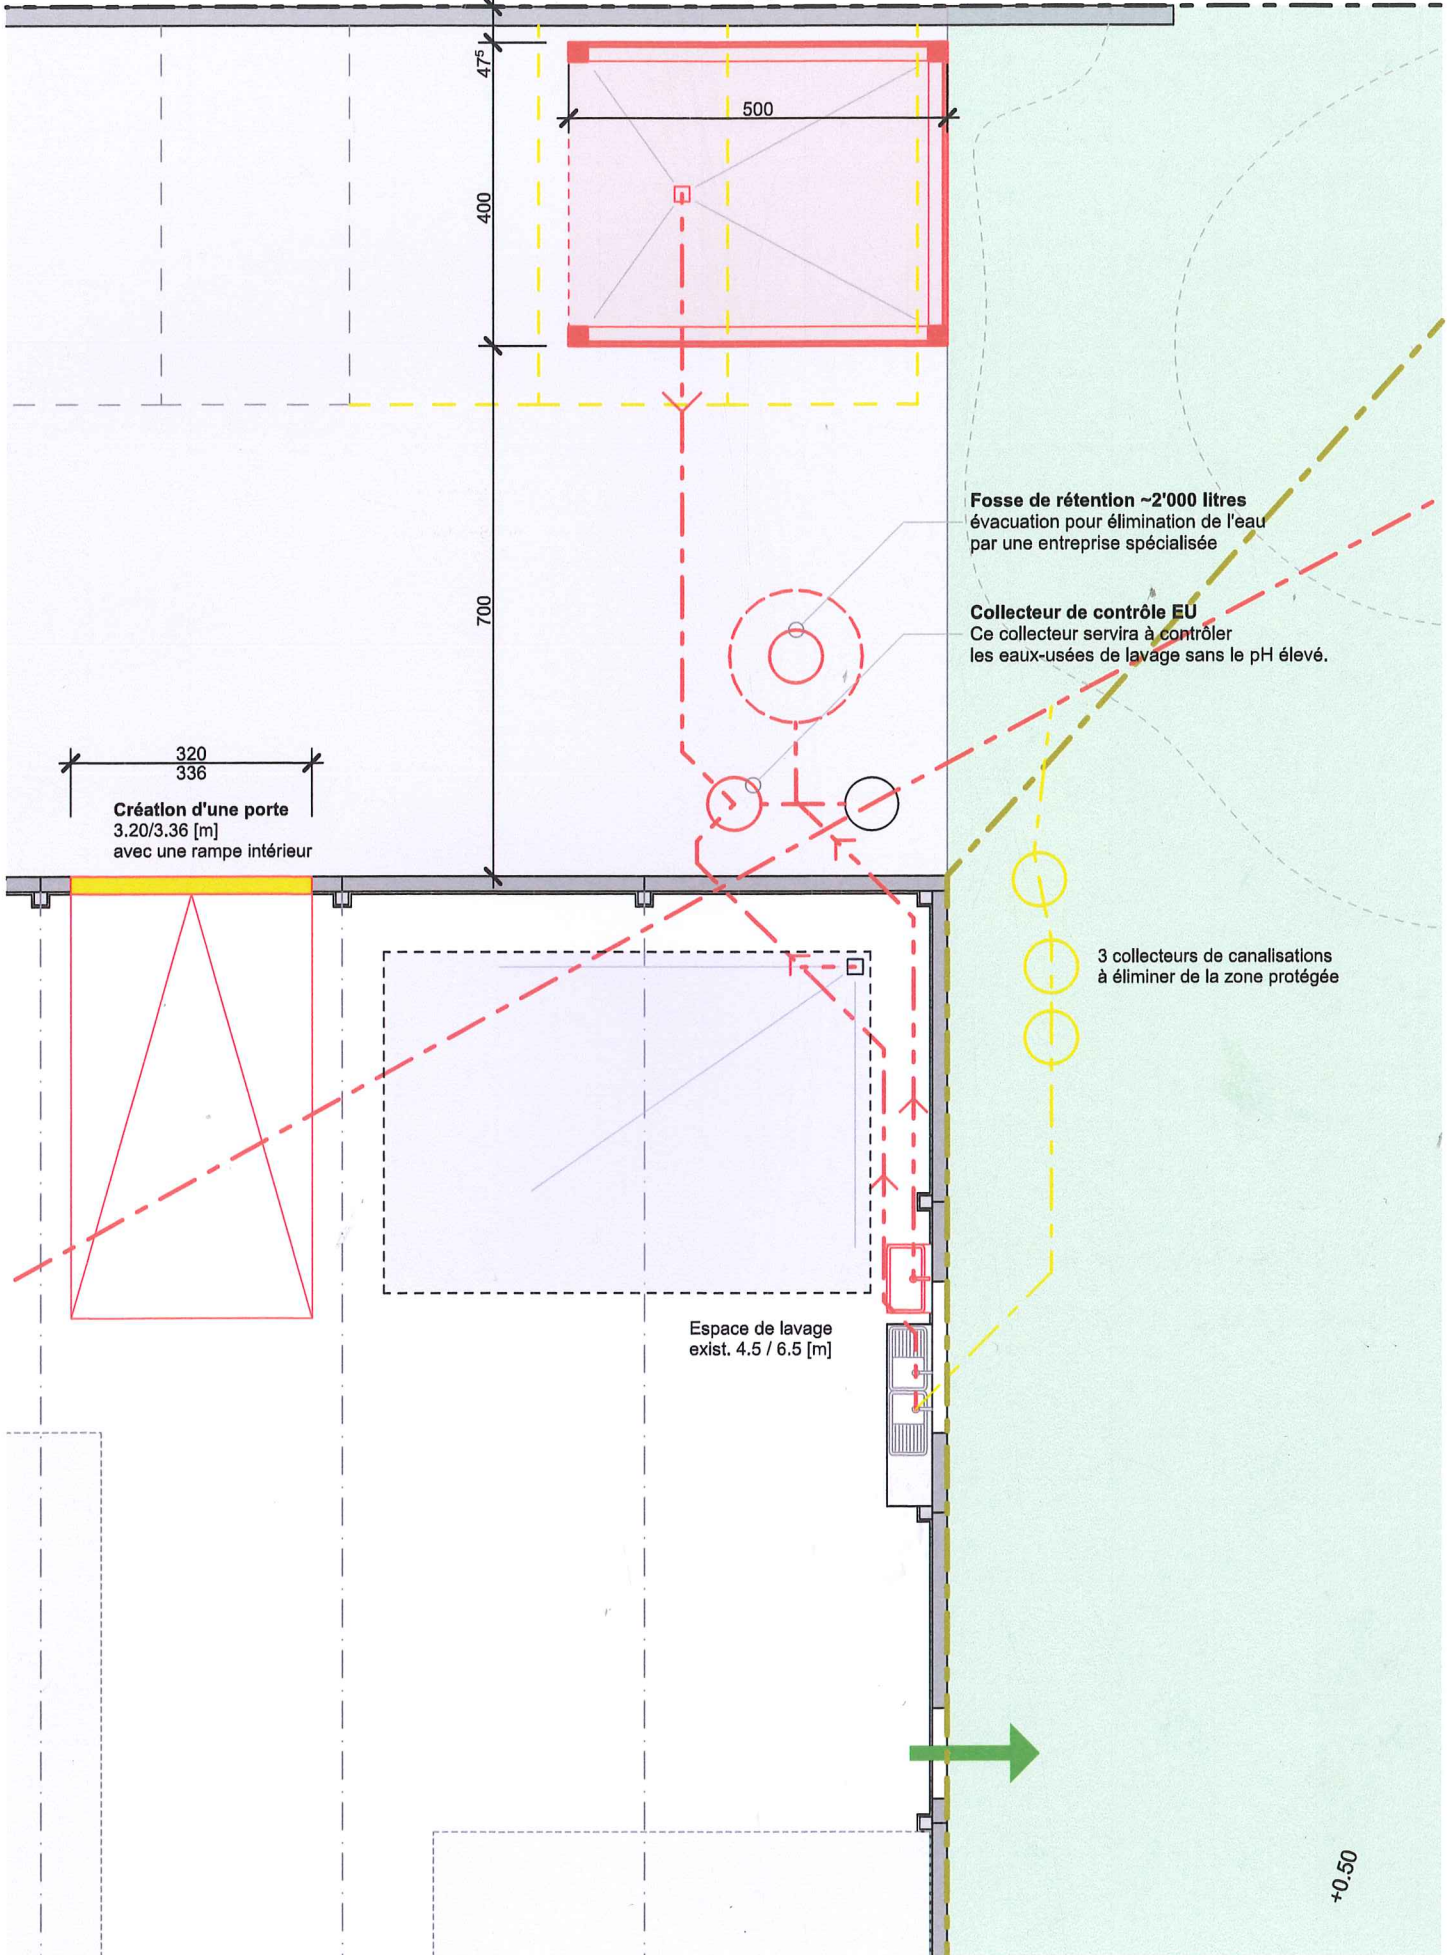 47⁵
500
400
Fosse de rétention ~2'000 litres
évacuation pour élimination de l'eau
par une entreprise spécialisée
700
Collecteur de contrôle EU
Ce collecteur servira à contrôler
les eaux-usées de lavage sans le pH élevé.
320
336
Création d'une porte
3.20/3.36 [m]
avec une rampe intérieur
3 collecteurs de canalisations
à éliminer de la zone protégée
Espace de lavage
exist. 4.5 / 6.5 [m]
+0.50